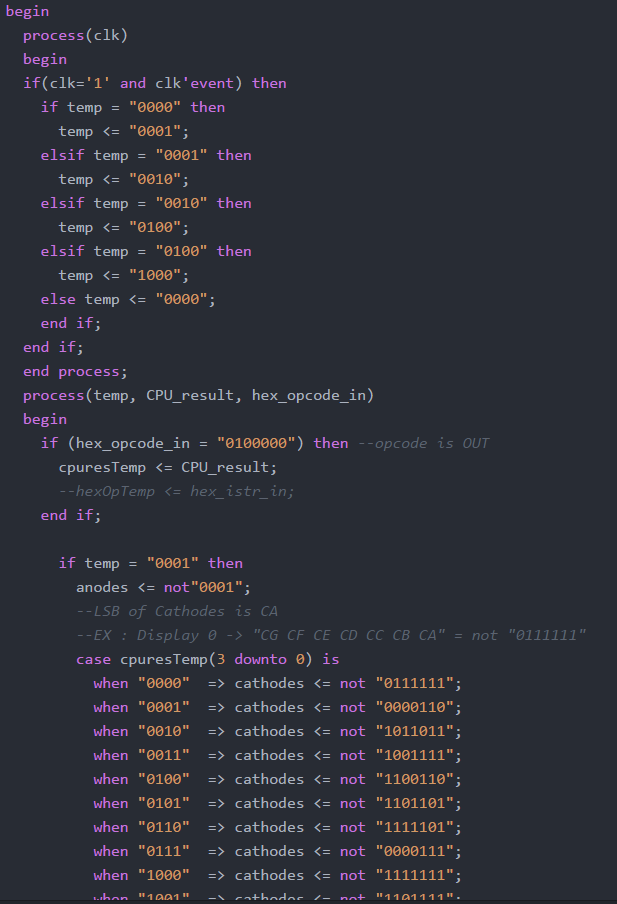 begin
process(clk)
begin
if(clk='1' and clk'event) then
if temp = "0000" then
temp <= "0001";
elsif temp = "0001" then
temp <= "0010";
elsif temp = "0010" then
temp <= "0100";
elsif temp = "0100" then
temp <= "1000";
else temp <= "0000";
end if;
end if;
end process;
process(temp, CPU_result, hex_opcode_in)
begin
if (hex_opcode_in = "0100000") then --opcode is OUT
cpuresTemp <= CPU_result;
--hexOpTemp <= hex_istr_in;
end if;
if temp = "0001" then
anodes <= not"0001";
--LSB of Cathodes is CA
--EX : Display 0 -> "CG CF CE CD CC CB CA" = not "0111111"
case cpuresTemp(3 downto 0) is
when "0000"  => cathodes <= not "0111111";
when "0001"  => cathodes <= not "0000110";
when "0010"  => cathodes <= not "1011011";
when "0011"  => cathodes <= not "1001111";
when "0100"  => cathodes <= not "1100110";
when "0101"  => cathodes <= not "1101101";
when "0110"  => cathodes <= not "1111101";
when "0111"  => cathodes <= not "0000111";
when "1000"  => cathodes <= not "1111111";
when "1001"  => cathodes <= not "1101111";